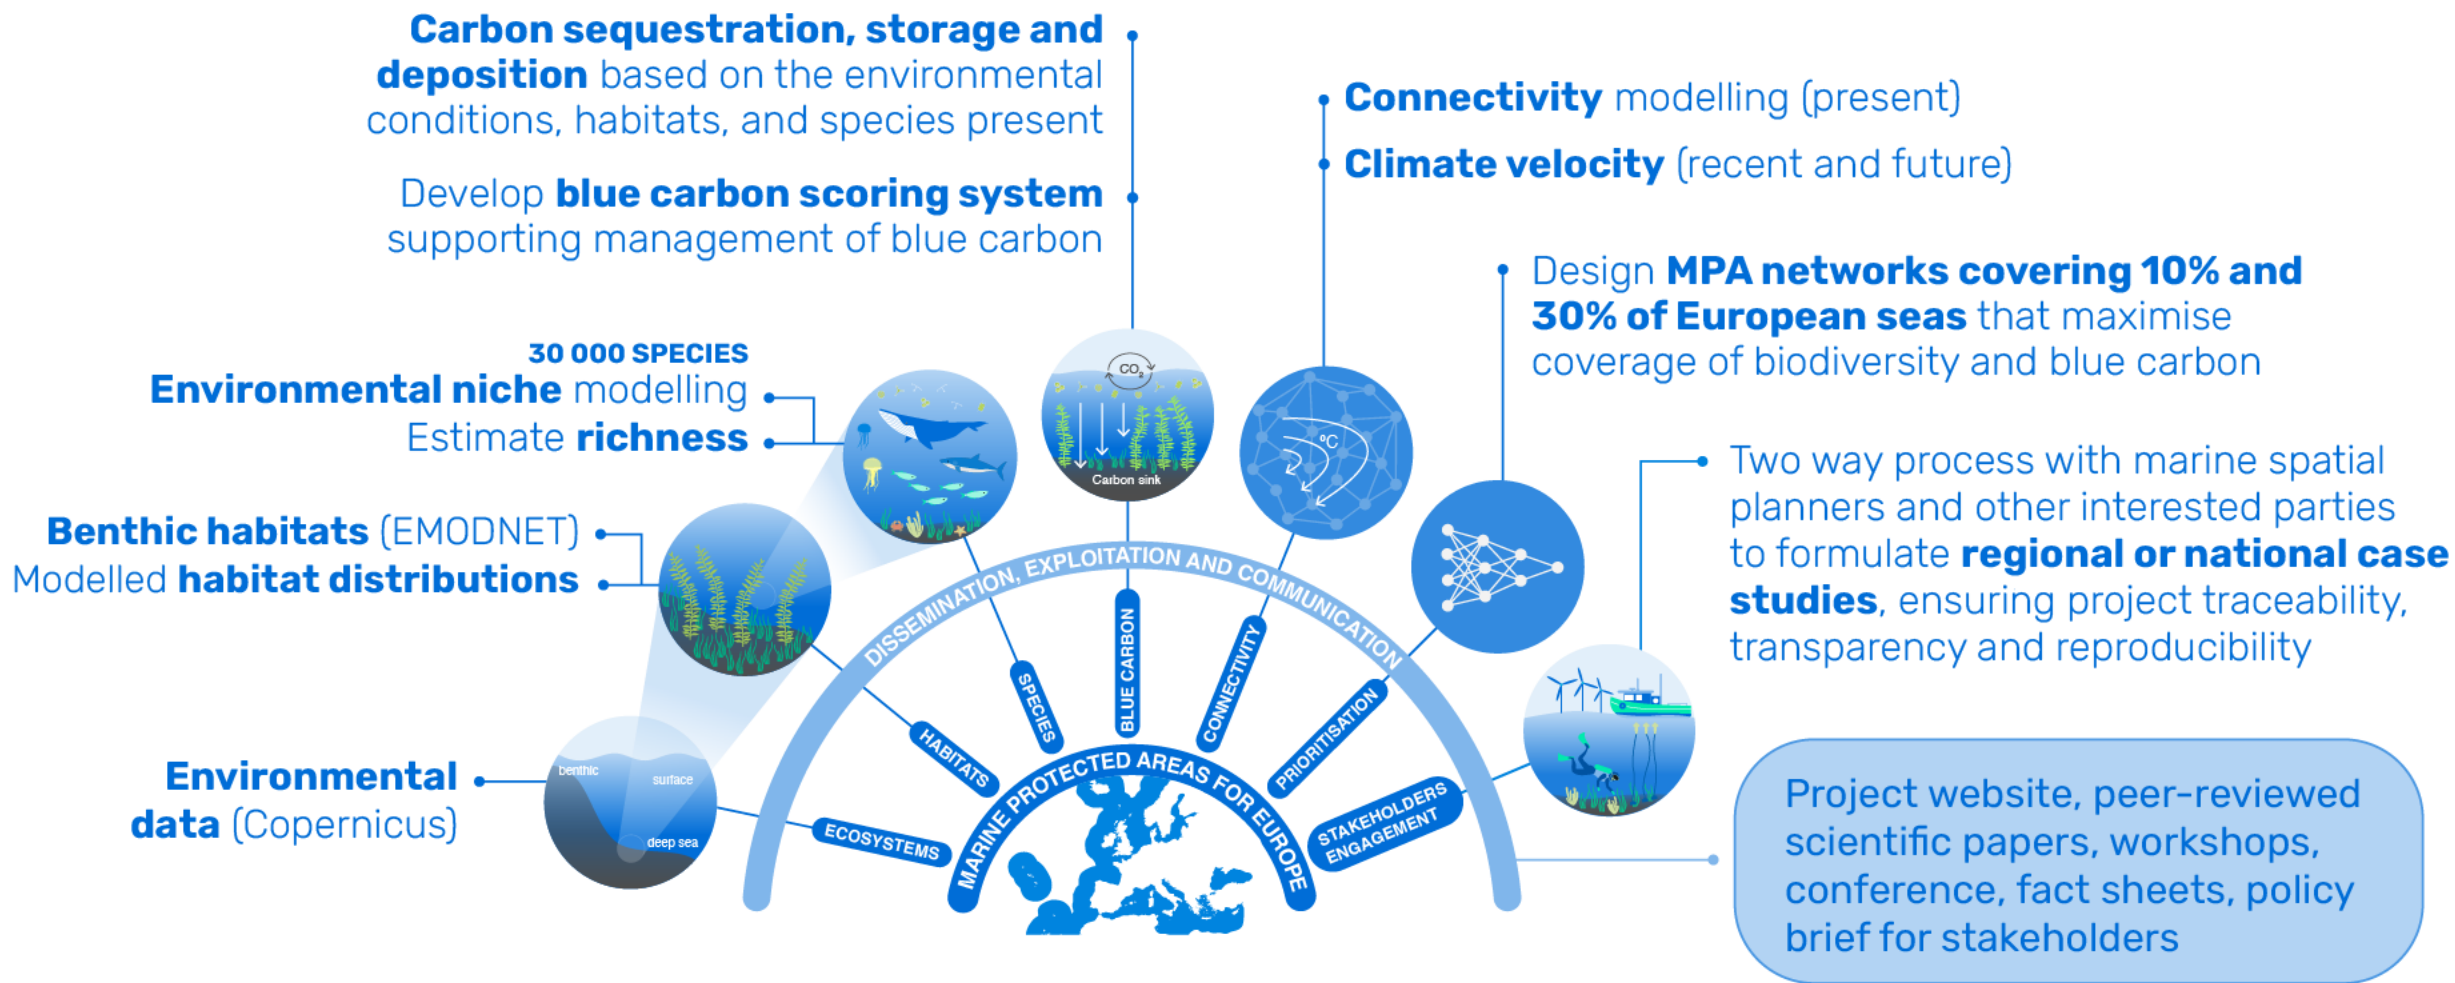 Carbon sequestration, storage and
deposition based on the environmental
conditions, habitats, and species present
Develop blue carbon scoring system
supporting management of blue carbon
Connectivity modelling (present)
Climate velocity (recent and future)
Design MPA networks covering 10% and
30% of European seas that maximise
coverage of biodiversity and blue carbon
30 000 SPECIES
Environmental niche modelling
Estimate richness
Benthic habitats (EMODNET)
Modelled habitat distributions
Environmental
data (Copernicus)
Two way process with marine spatial
planners and other interested parties
to formulate regional or national case
studies, ensuring project traceability,
transparency and reproducibility
Project website, peer-reviewed
scientific papers, workshops,
conference, fact sheets, policy
brief for stakeholders
CO₂
Carbon sink
ºC
benthic
surface
deep sea
DISSEMINATION, EXPLOITATION AND COMMUNICATION
ECOSYSTEMS
HABITATS
SPECIES
BLUE CARBON
CONNECTIVITY
PRIORITISATION
STAKEHOLDERS
ENGAGEMENT
MARINE PROTECTED AREAS FOR EUROPE